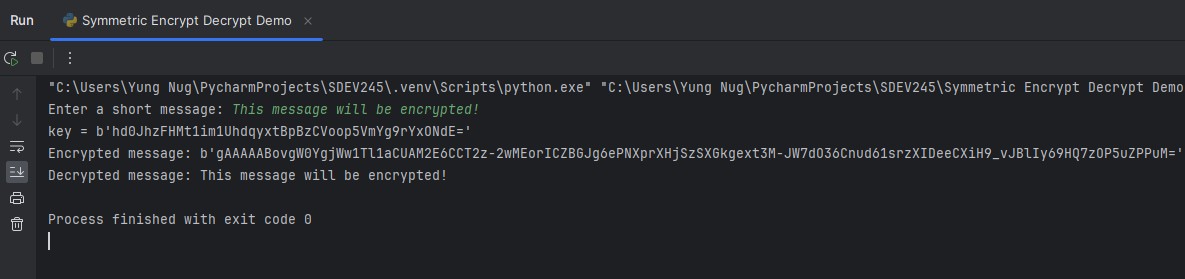 Run Symmetric Encrypt Decrypt Demo
"C:\Users\Yung Nug\PycharmProjects\SDEV245\.venv\Scripts\python.exe" "C:\Users\Yung Nug\PycharmProjects\SDEV245\Symmetric Encrypt Decrypt Demo
Enter a short message: This message will be encrypted!
key = b'hd0JhzFHMt1im1UhdqyxtBpBzCVoop5VmYg9rYxONdE='
Encrypted message: b'gAAAAABovgW0YgjWw1Tl1aCUAM2E6CCT2z-2wMEorICZBGJg6ePNXprXHjSzSXGkgext3M-JW7dO36Cnud61srzXIDeeCXiH9_vJBlIy69HQ7zOP5uZPPuM='
Decrypted message: This message will be encrypted!
Process finished with exit code 0